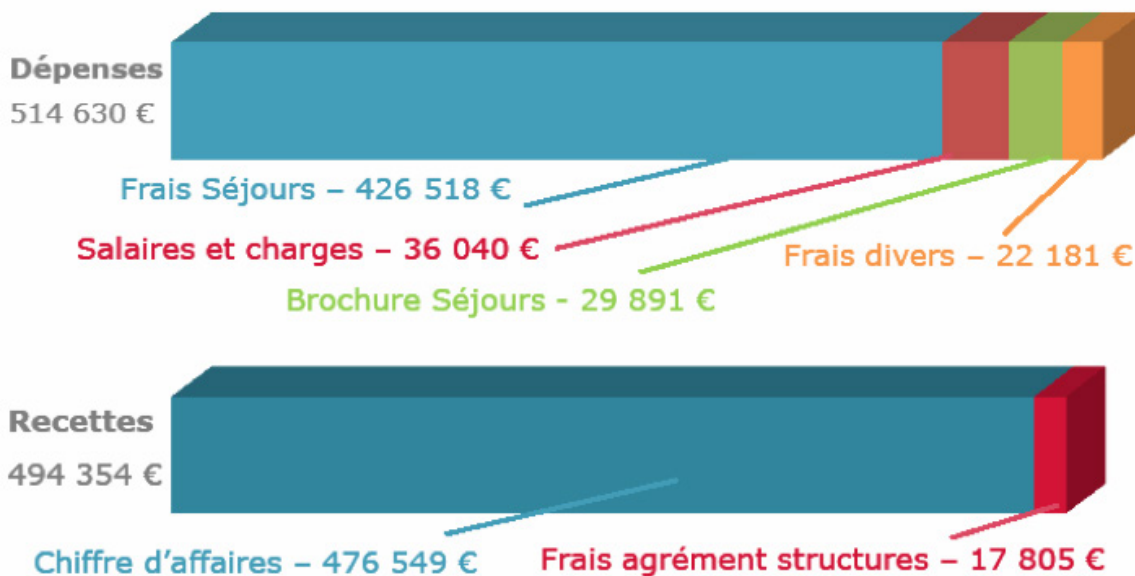 Dépenses
514 630 €
Frais Séjours – 426 518 €
Salaires et charges – 36 040 €
Frais divers – 22 181 €
Brochure Séjours - 29 891 €
Recettes
494 354 €
Chiffre d'affaires – 476 549 €
Frais agrément structures – 17 805 €